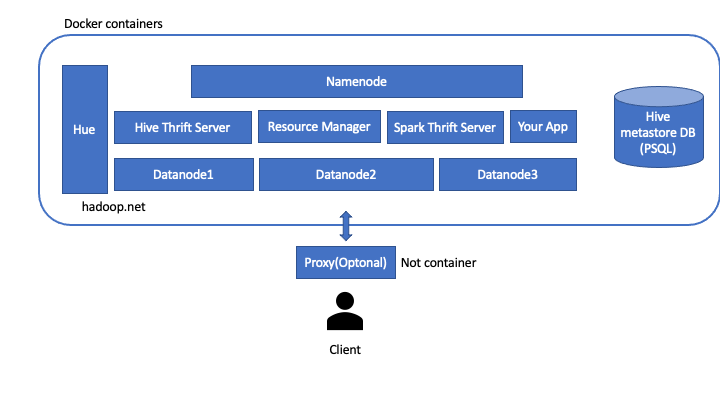 Docker containers
Namenode
Hue
Hive Thrift Server
Resource Manager
Spark Thrift Server
Your App
Hive
metastore DB
(PSQL)
Datanode1
Datanode2
Datanode3
hadoop.net
Proxy(Optonal)
Not container
Client